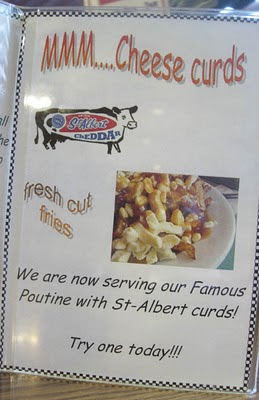 MMM....Cheese curds
St-Albert
CheDDAR
fresh cut
fries
We are now serving our Famous
Poutine with St-Albert curds!
Try one today!!!